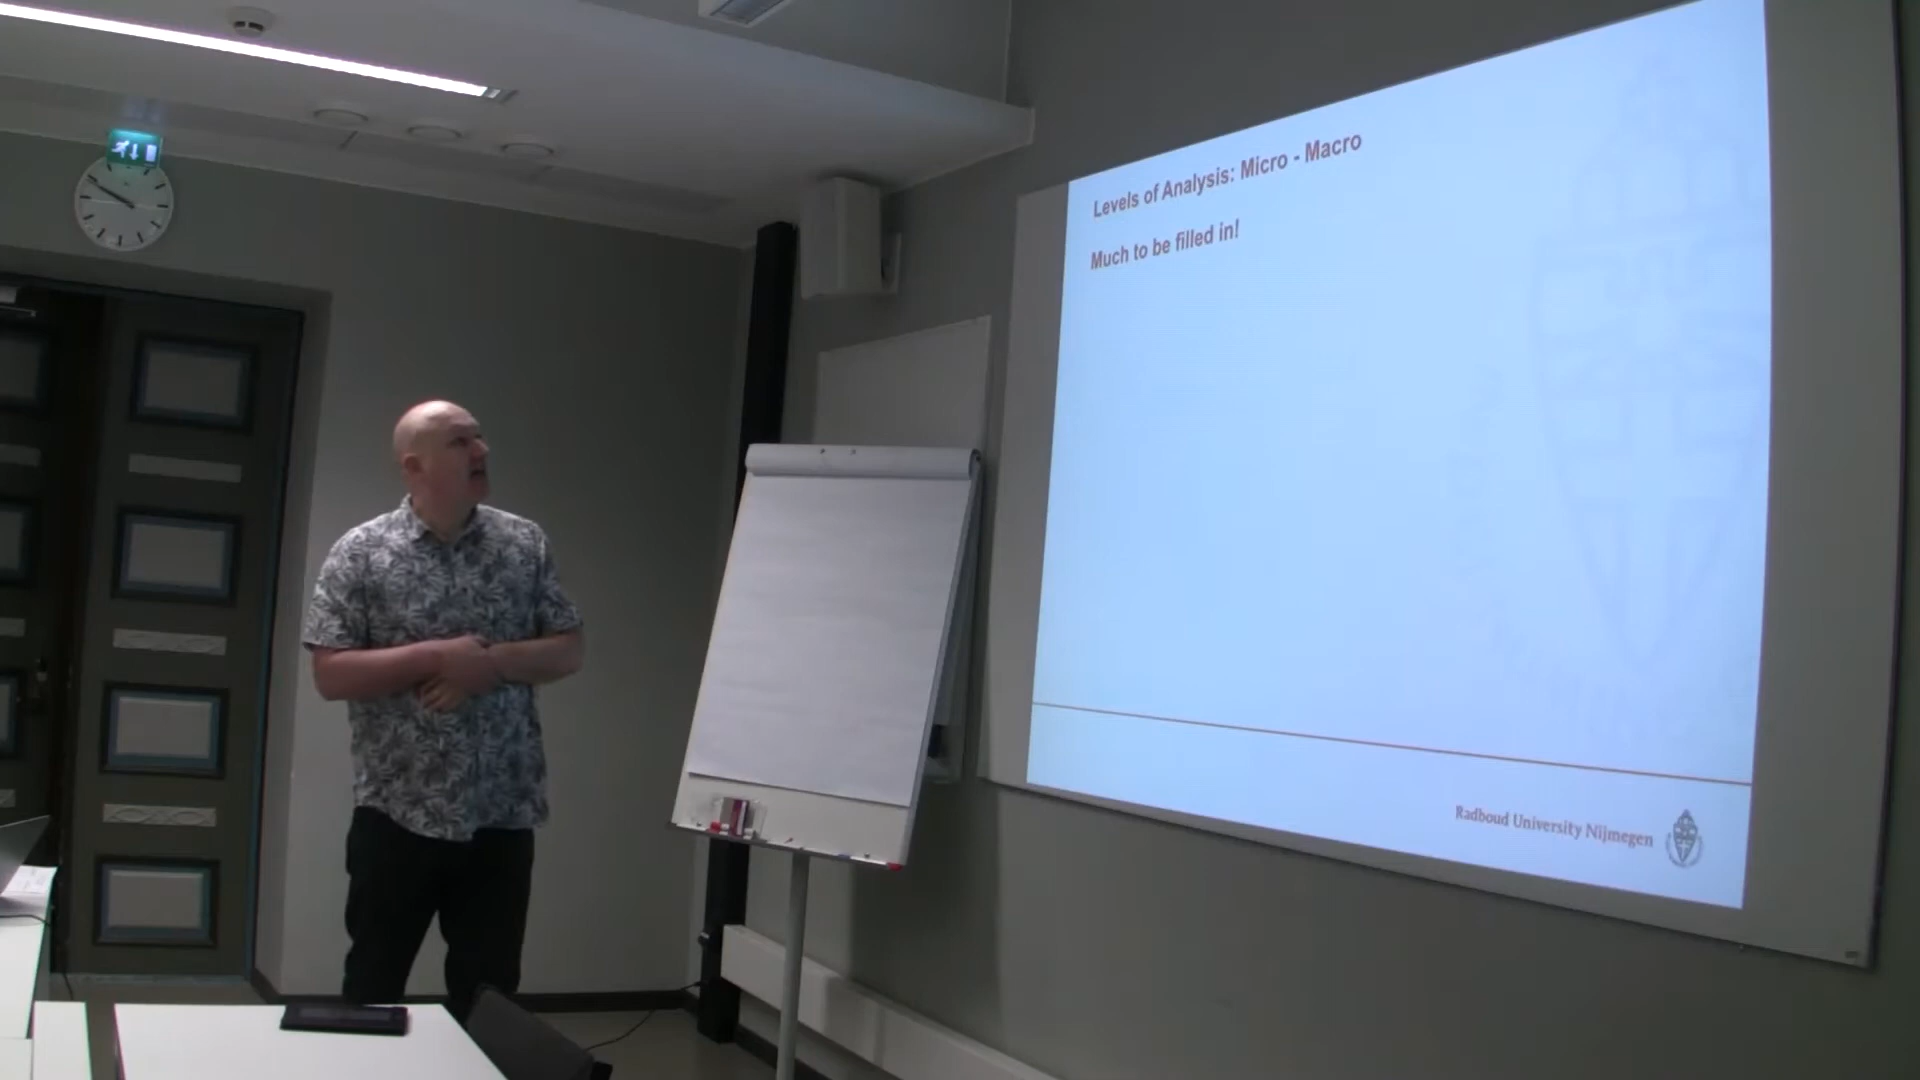 Levels of Analysis: Micro - Macro
Much to be filled in!
Radboud University Nijmegen